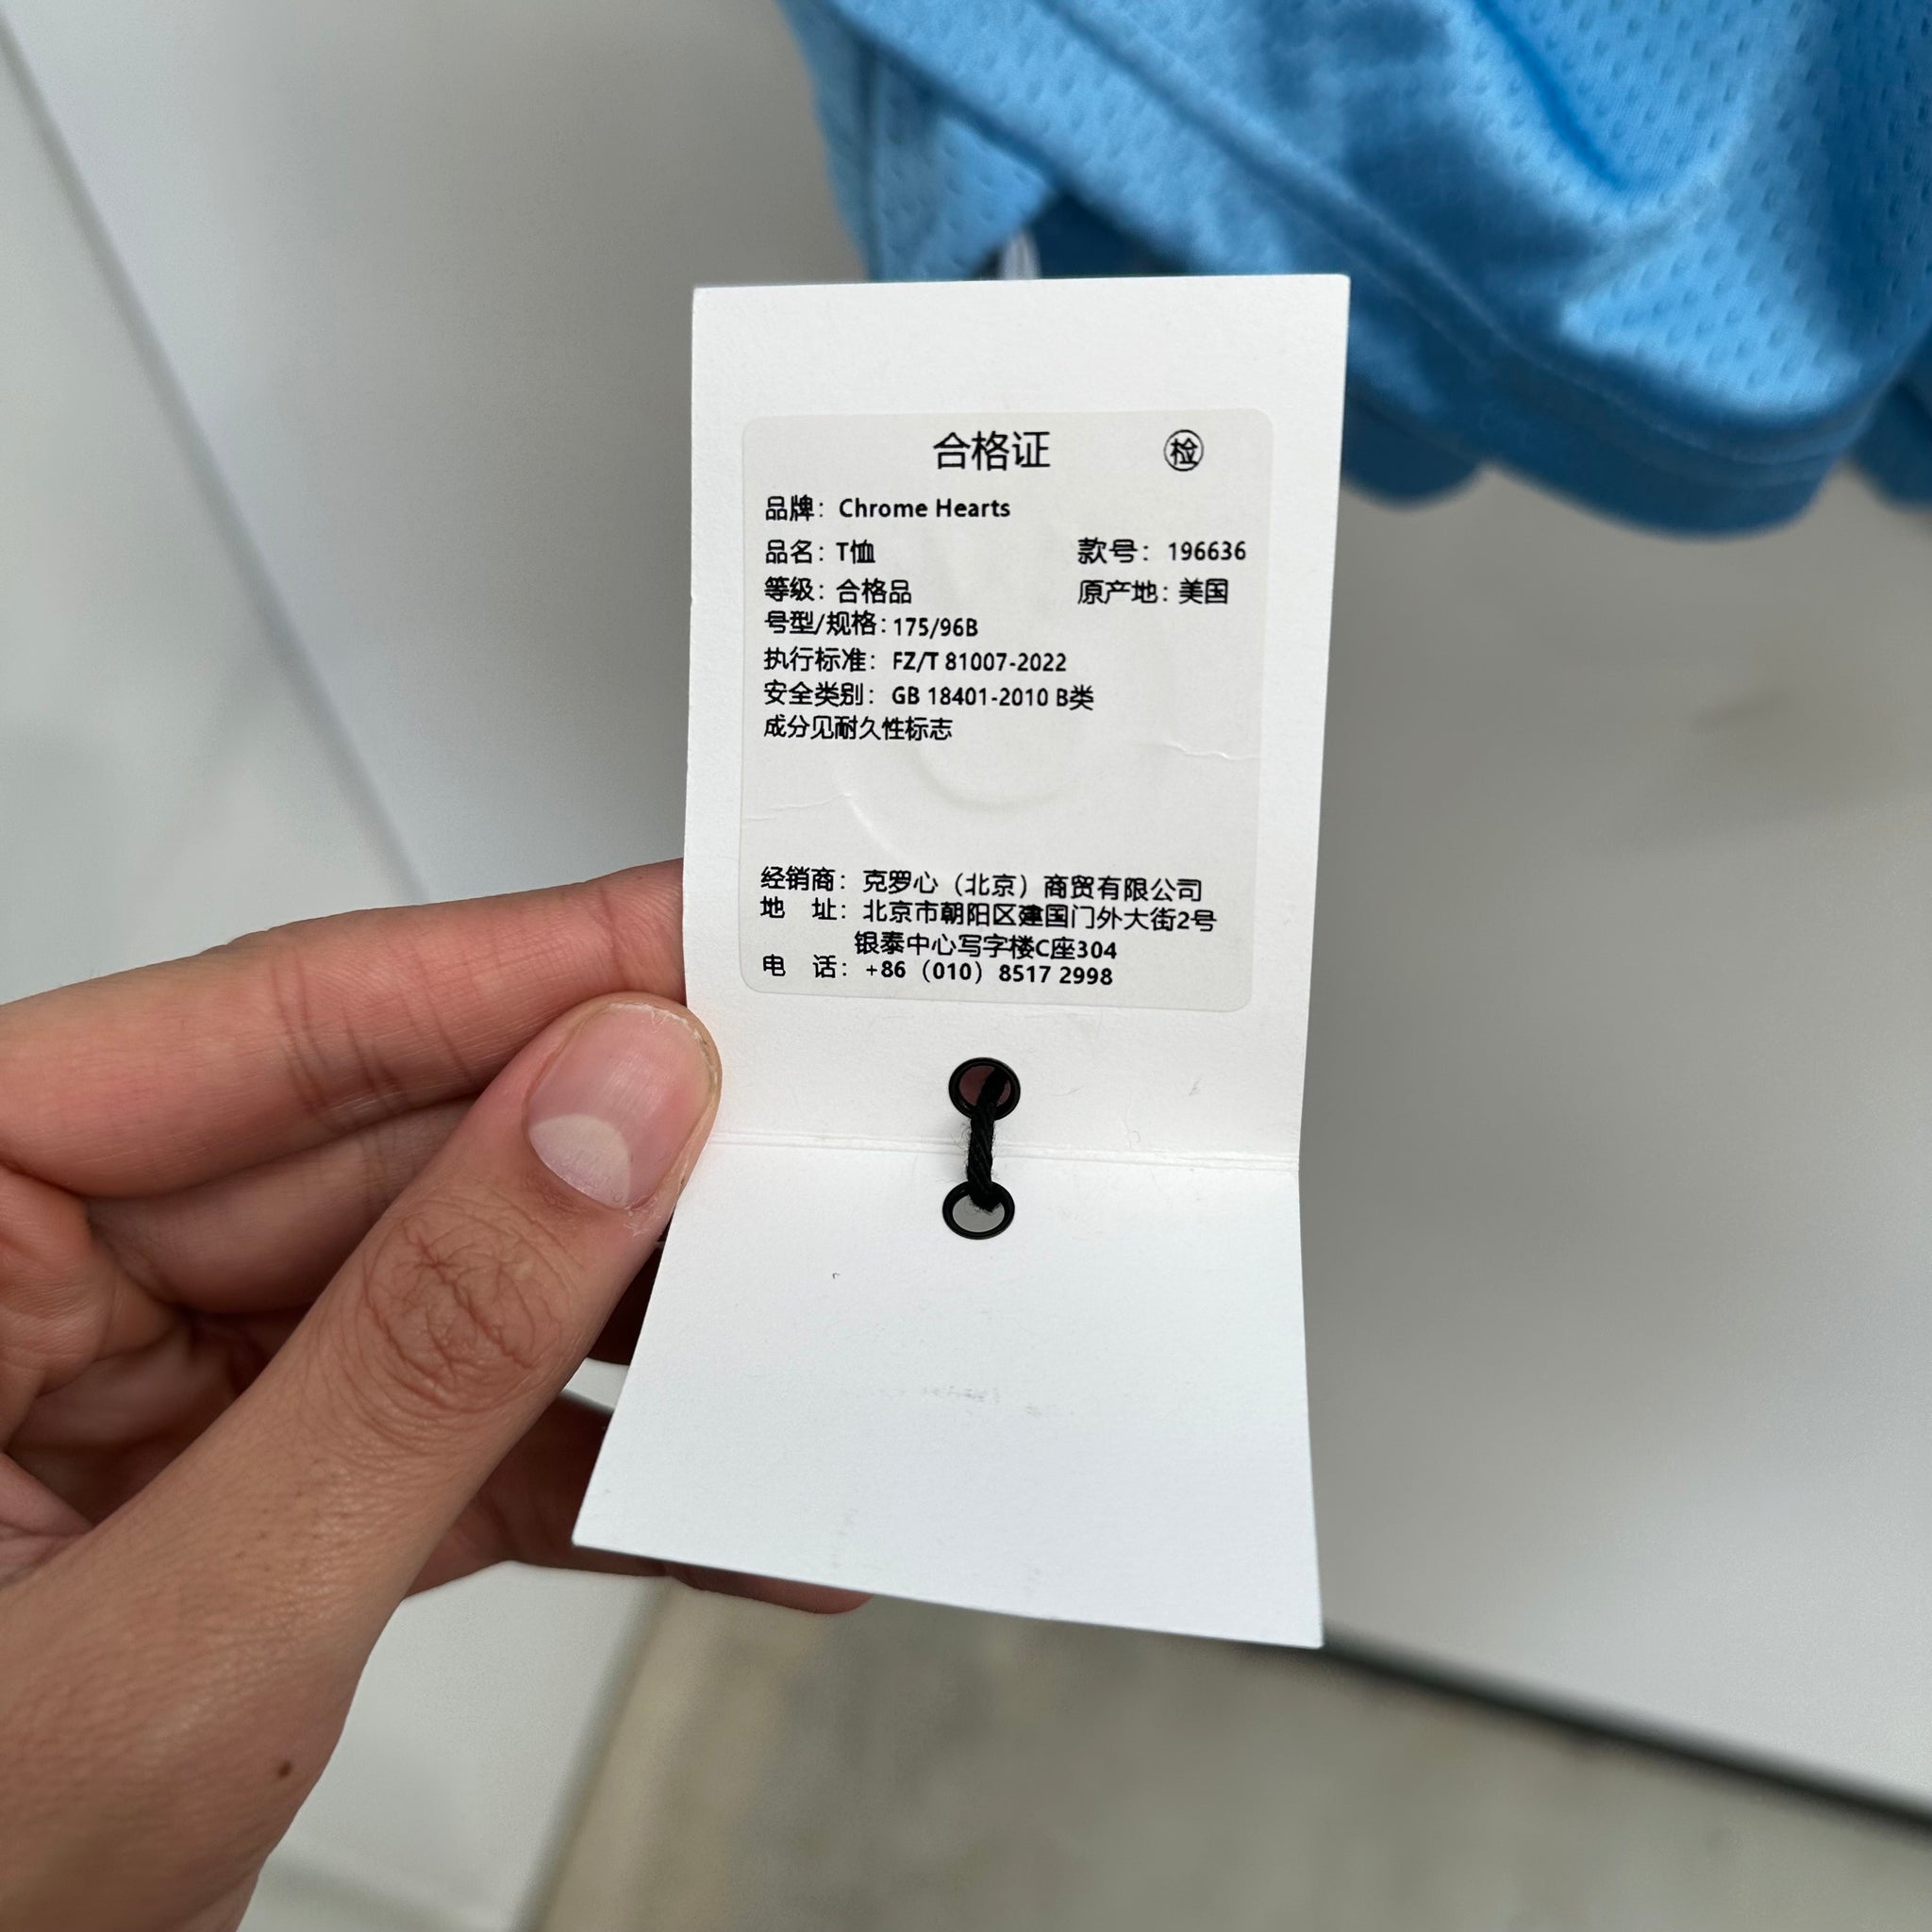 合格证 检
品牌：Chrome Hearts
品名：T恤 款号：196636
等级：合格品 原产地：美国
号型/规格：175/96B
执行标准：FZ/T 81007-2022
安全类别：GB 18401-2010 B类
成分见耐久性标志
经销商：克罗心（北京）商贸有限公司
地 址：北京市朝阳区建国门外大街2号
银泰中心写字楼C座304
电 话：+86（010）8517 2998